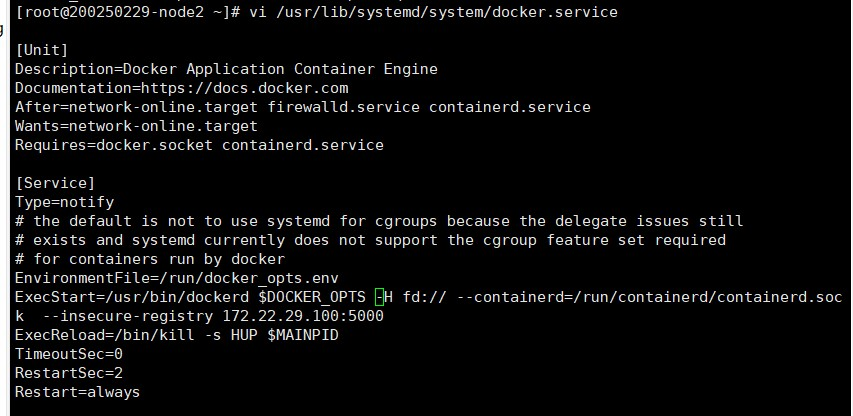 [root@200250229-node2 ~]# vi /usr/lib/systemd/system/docker.service
[Unit]
Description=Docker Application Container Engine
Documentation=https://docs.docker.com
After=network-online.target firewalld.service containerd.service
Wants=network-online.target
Requires=docker.socket containerd.service
[Service]
Type=notify
# the default is not to use systemd for cgroups because the delegate issues still
# exists and systemd currently does not support the cgroup feature set required
# for containers run by docker
EnvironmentFile=/run/docker_opts.env
ExecStart=/usr/bin/dockerd $DOCKER_OPTS -H fd:// --containerd=/run/containerd/containerd.soc
k  --insecure-registry 172.22.29.100:5000
ExecReload=/bin/kill -s HUP $MAINPID
TimeoutSec=0
RestartSec=2
Restart=always